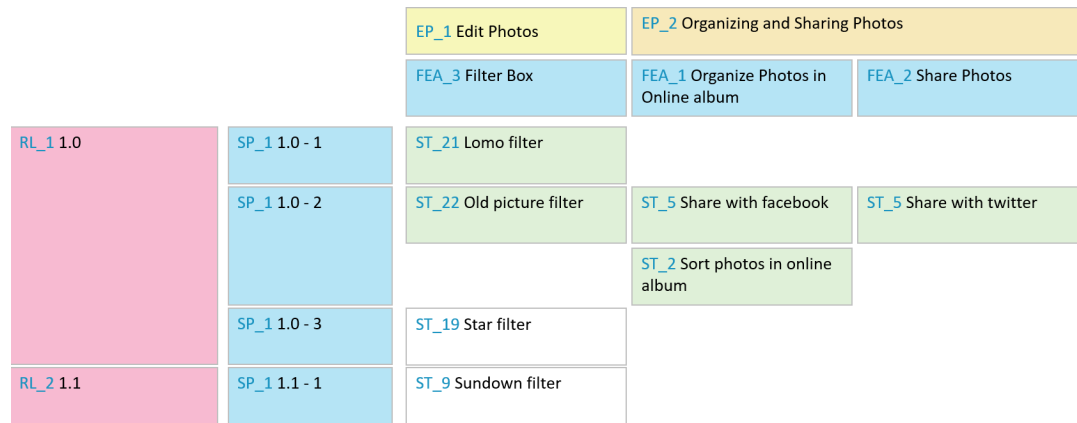 EP_1 Edit Photos
EP_2 Organizing and Sharing Photos
FEA_3 Filter Box
FEA_1 Organize Photos in
Online album
FEA_2 Share Photos
RL_1 1.0
SP_1 1.0 - 1
ST_21 Lomo filter
SP_1 1.0 - 2
ST_22 Old picture filter
ST_5 Share with facebook
ST_5 Share with twitter
ST_2 Sort photos in online
album
SP_1 1.0 - 3
ST_19 Star filter
RL_2 1.1
SP_1 1.1 - 1
ST_9 Sundown filter